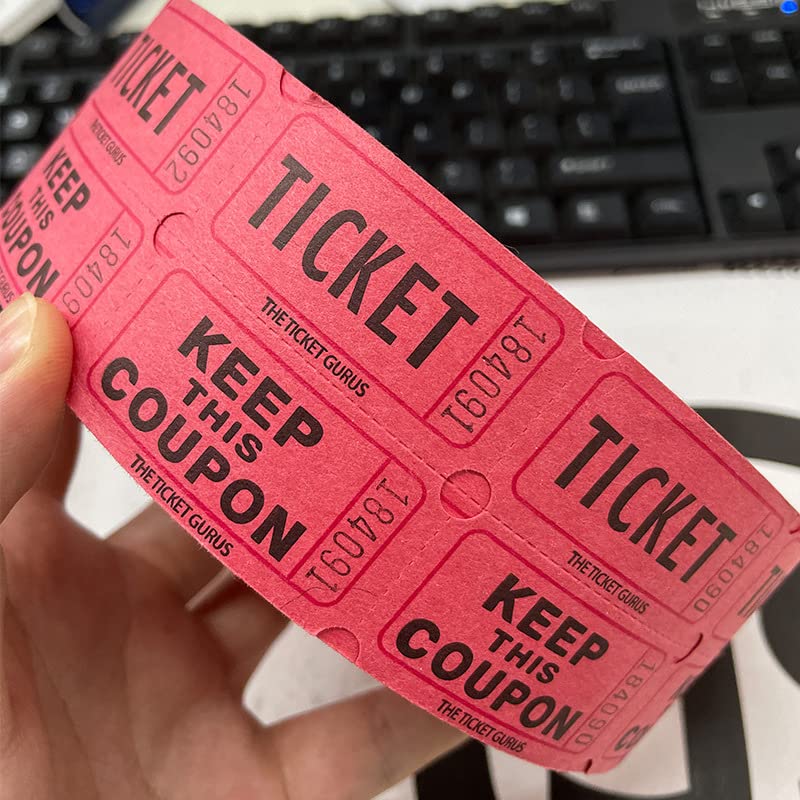 TICKET
184092
THE TICKET GURUS
KEEP
THIS
COUPON
TICKET
184091
THE TICKET GURUS
KEEP
THIS
COUPON
184091
THE TICKET GURUS
TICKET
184090
THE TICKET GURUS
KEEP
THIS
COUPON
184090
THE TICKET GURUS